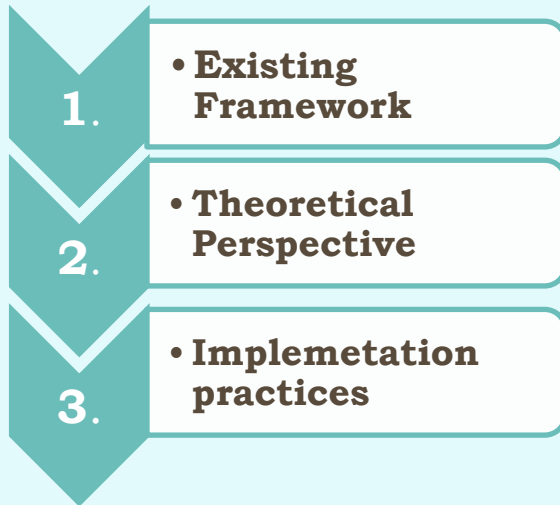 1.
• Existing
Framework
2.
• Theoretical
Perspective
3.
• Implemetation
practices